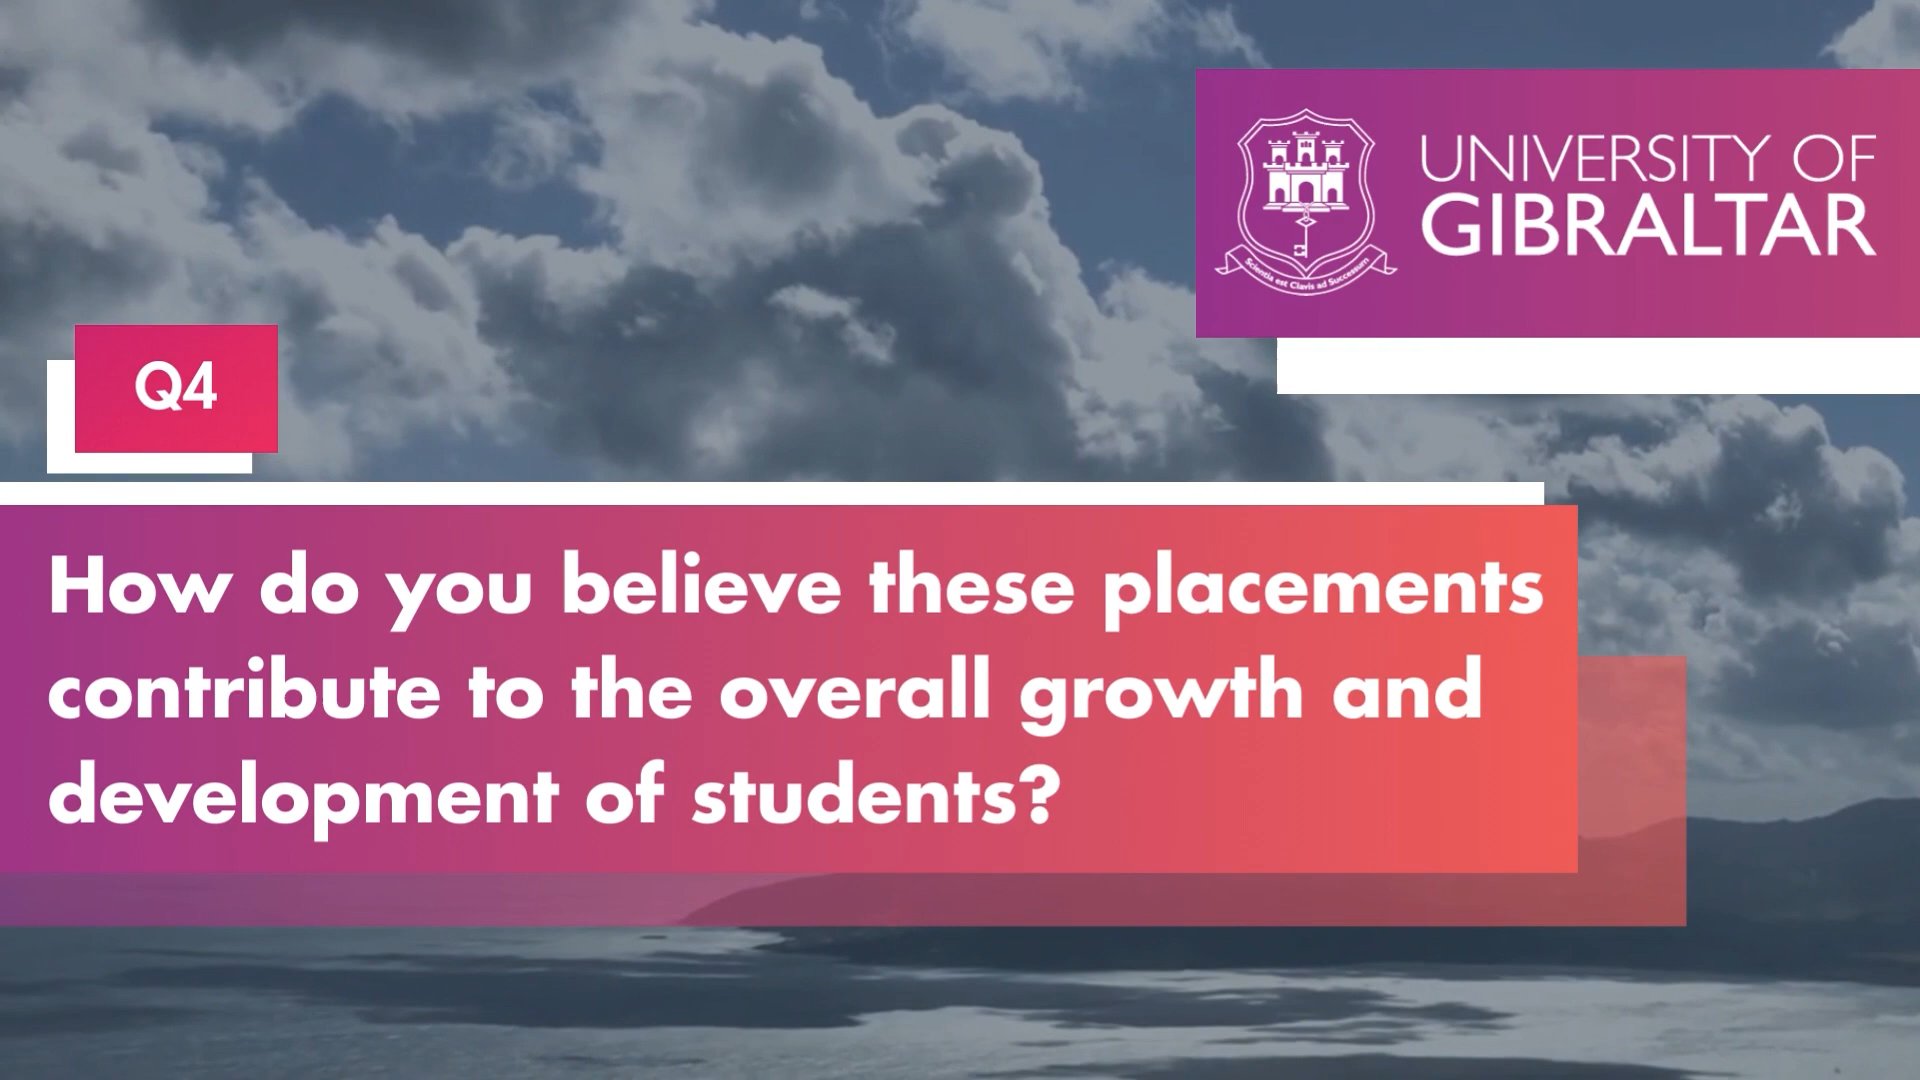 UNIVERSITY OF
GIBRALTAR
Scientia est Clavis ad Successum
Q4
How do you believe these placements
contribute to the overall growth and
development of students?